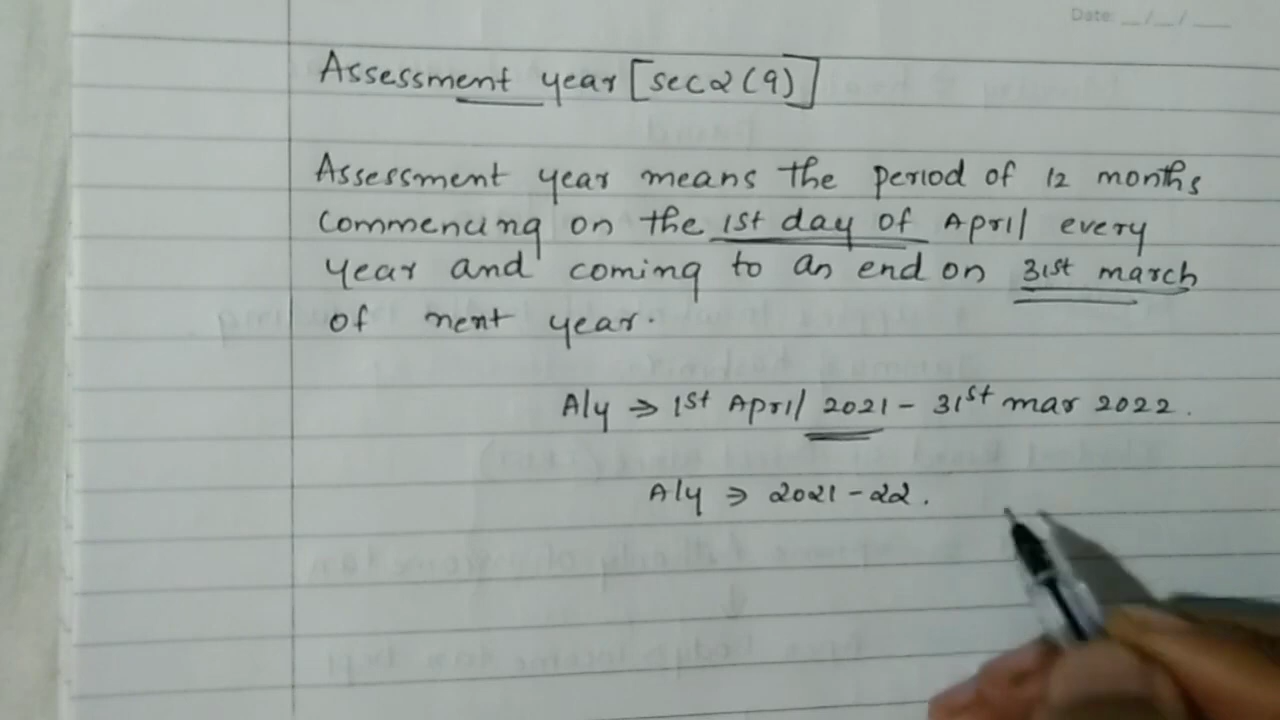 Date: __/__/____
Assessment year [sec 2(9)]
Assessment year means the period of 12 months
commencing on the 1st day of April every
year and coming to an end on 31st march
of next year.
A/y ⇒ 1st April 2021 - 31st mar 2022.
A/y ⇒ 2021-22.